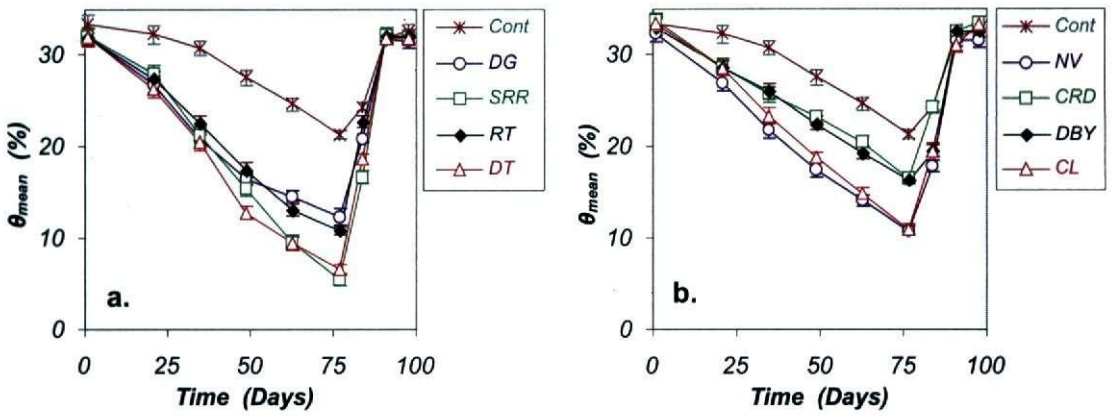 θmean (%)
30
20
10
0
a.
0 25 50 75 100
Time (Days)
Cont
DG
SRR
RT
DT
θmean (%)
30
20
10
0
b.
0 25 50 75 100
Time (Days)
Cont
NV
CRD
DBY
CL